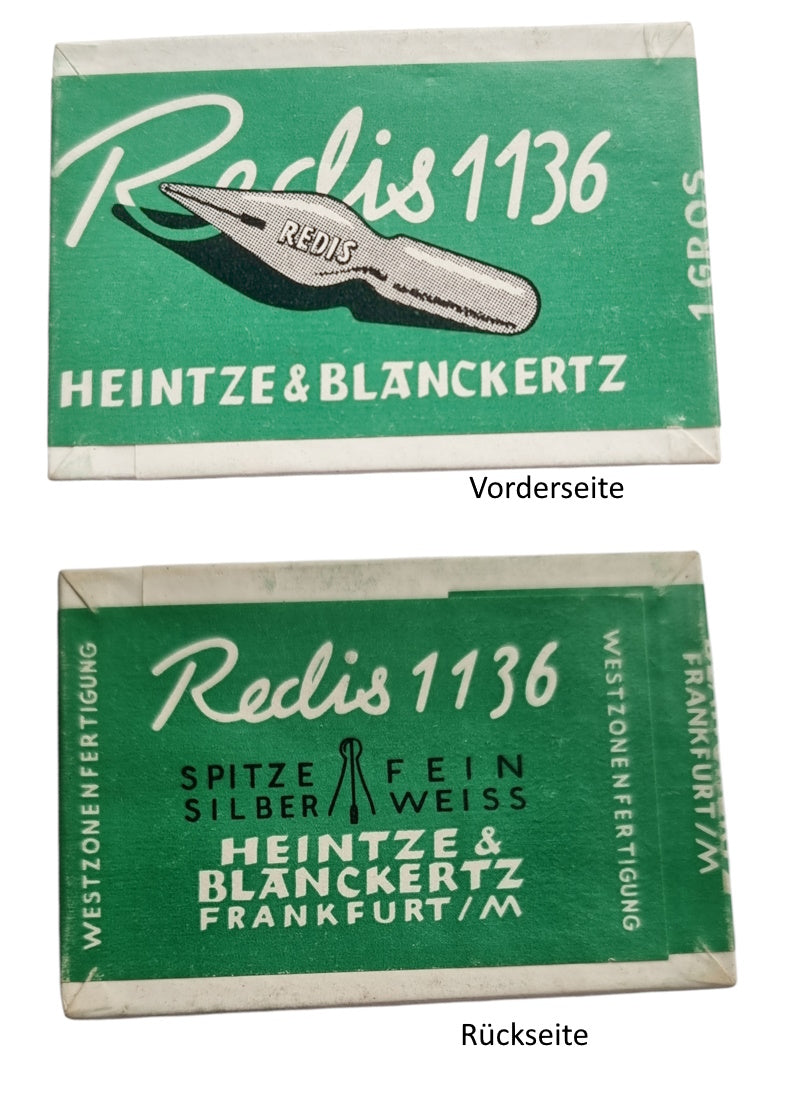 Redis 1136
REDIS
HEINTZE & BLANCKERTZ
1 GROS
Vorderseite
WESTZONENFERTIGUNG
Redis 1136
SPITZE FEIN
SILBER WEISS
HEINTZE &
BLANCKERTZ
FRANKFURT/M
WESTZONENFERTIGUNG
FRANKFURT/M
Rückseite